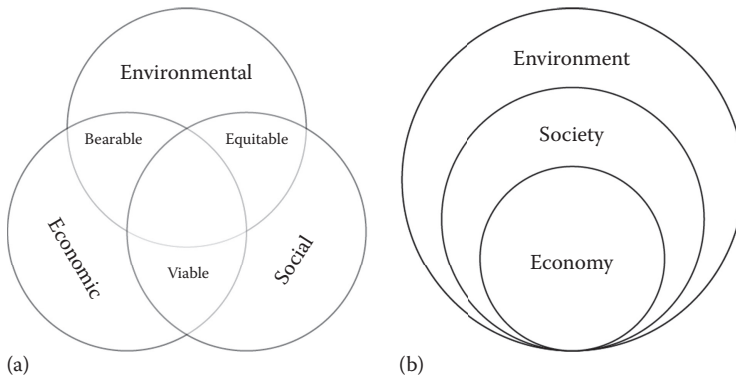 Environmental
Bearable
Equitable
Economic
Social
Viable
(a)
Environment
Society
Economy
(b)